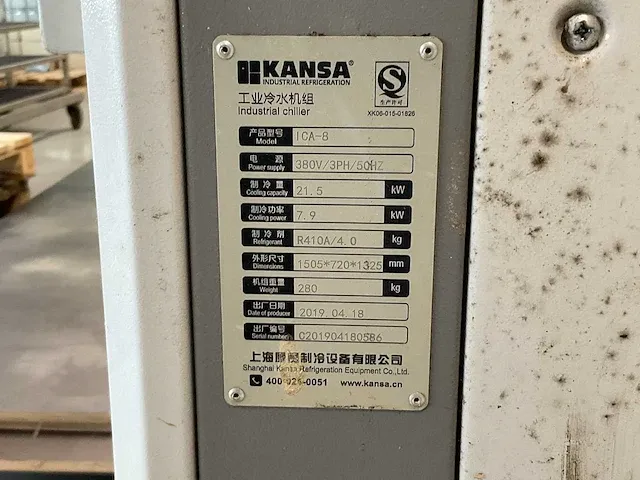 KANSA®
INDUSTRIAL REFRIGERATION
生产许可
XK06-015-01826
工业冷水机组
Industrial chiller
产品型号 ICA-8
Model
电 源 380V/3PH/50HZ
Power supply
制 冷 量 21.5 kW
Cooling capacity
制冷功率 7.9 kW
Cooling power
制 冷 剂 R410A/4.0 kg
Refrigerant
外形尺寸 1505*720*1325 mm
Dimensions
机组重量 280 kg
Weight
出厂日期 2019.04.18
Date of producer
出厂编号 C201904180586
Serial number
上海 制冷设备有限公司
Shanghai Kansa Refrigeration Equipment Co.,Ltd.
400-025-0051 www.kansa.cn